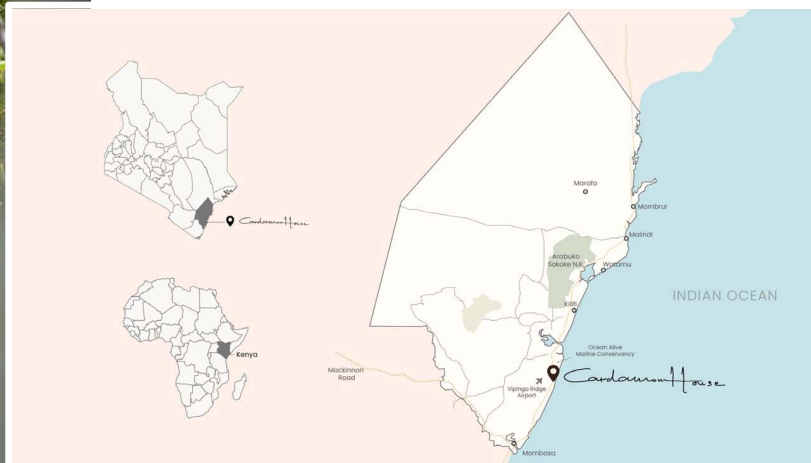 Cardamom House
Kenya
Marafa
Mambrui
Malindi
Arabuko
Sokoke N.R.
Watamu
INDIAN OCEAN
Kilifi
Ocean Alive
Marine Conservancy
Mackinnon
Road
Vipingo Ridge
Airport
Cardamom House
Mombasa